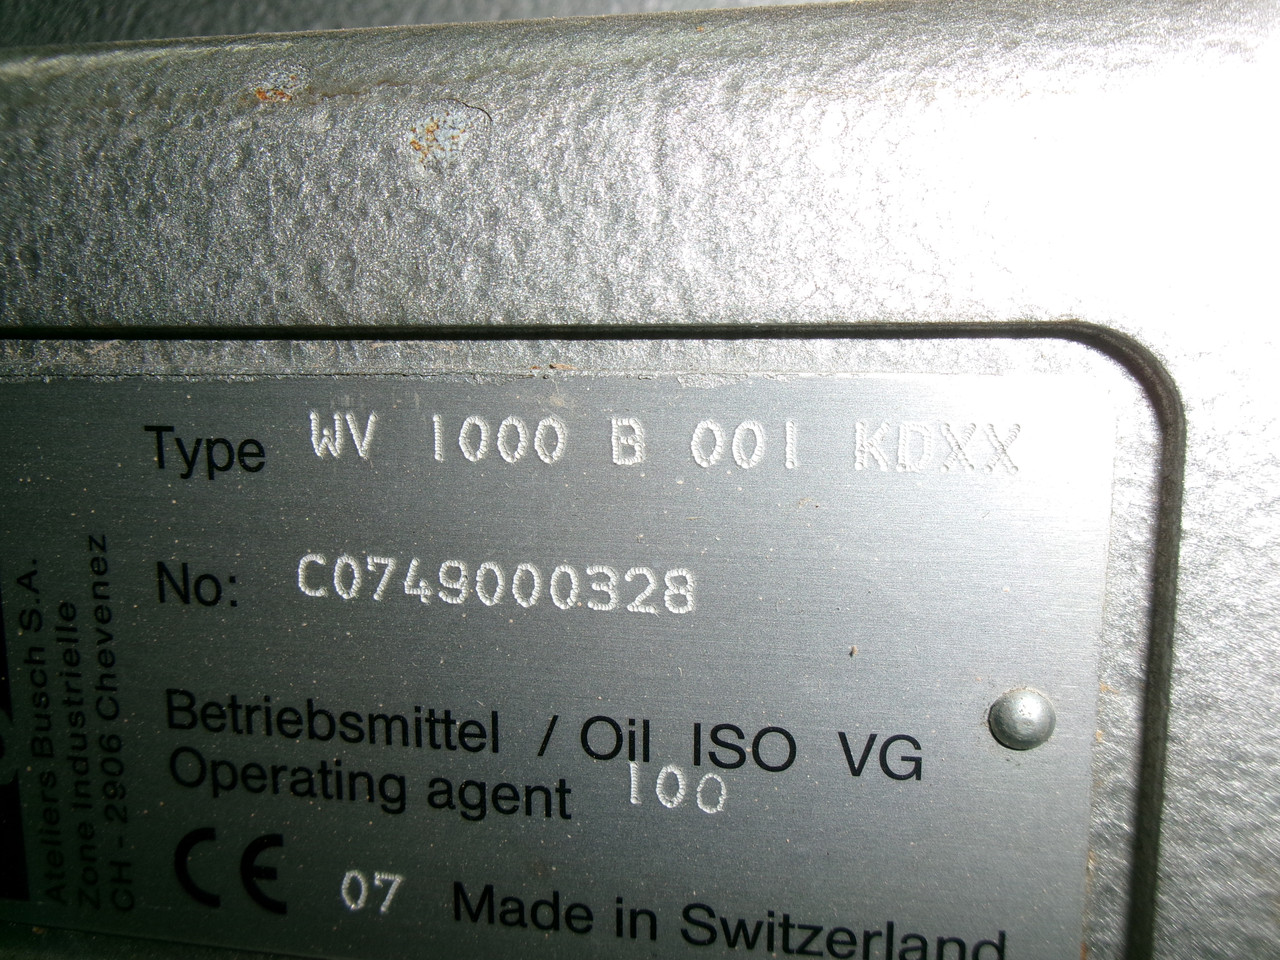 Type WV 1000 B 001 KDXX
No: C0749000328
Betriebsmittel / Oil ISO VG
Operating agent 100
CE 07 Made in Switzerland
Ateliers Busch S.A.
Zone Industrielle
CH - 2906 Chevenez